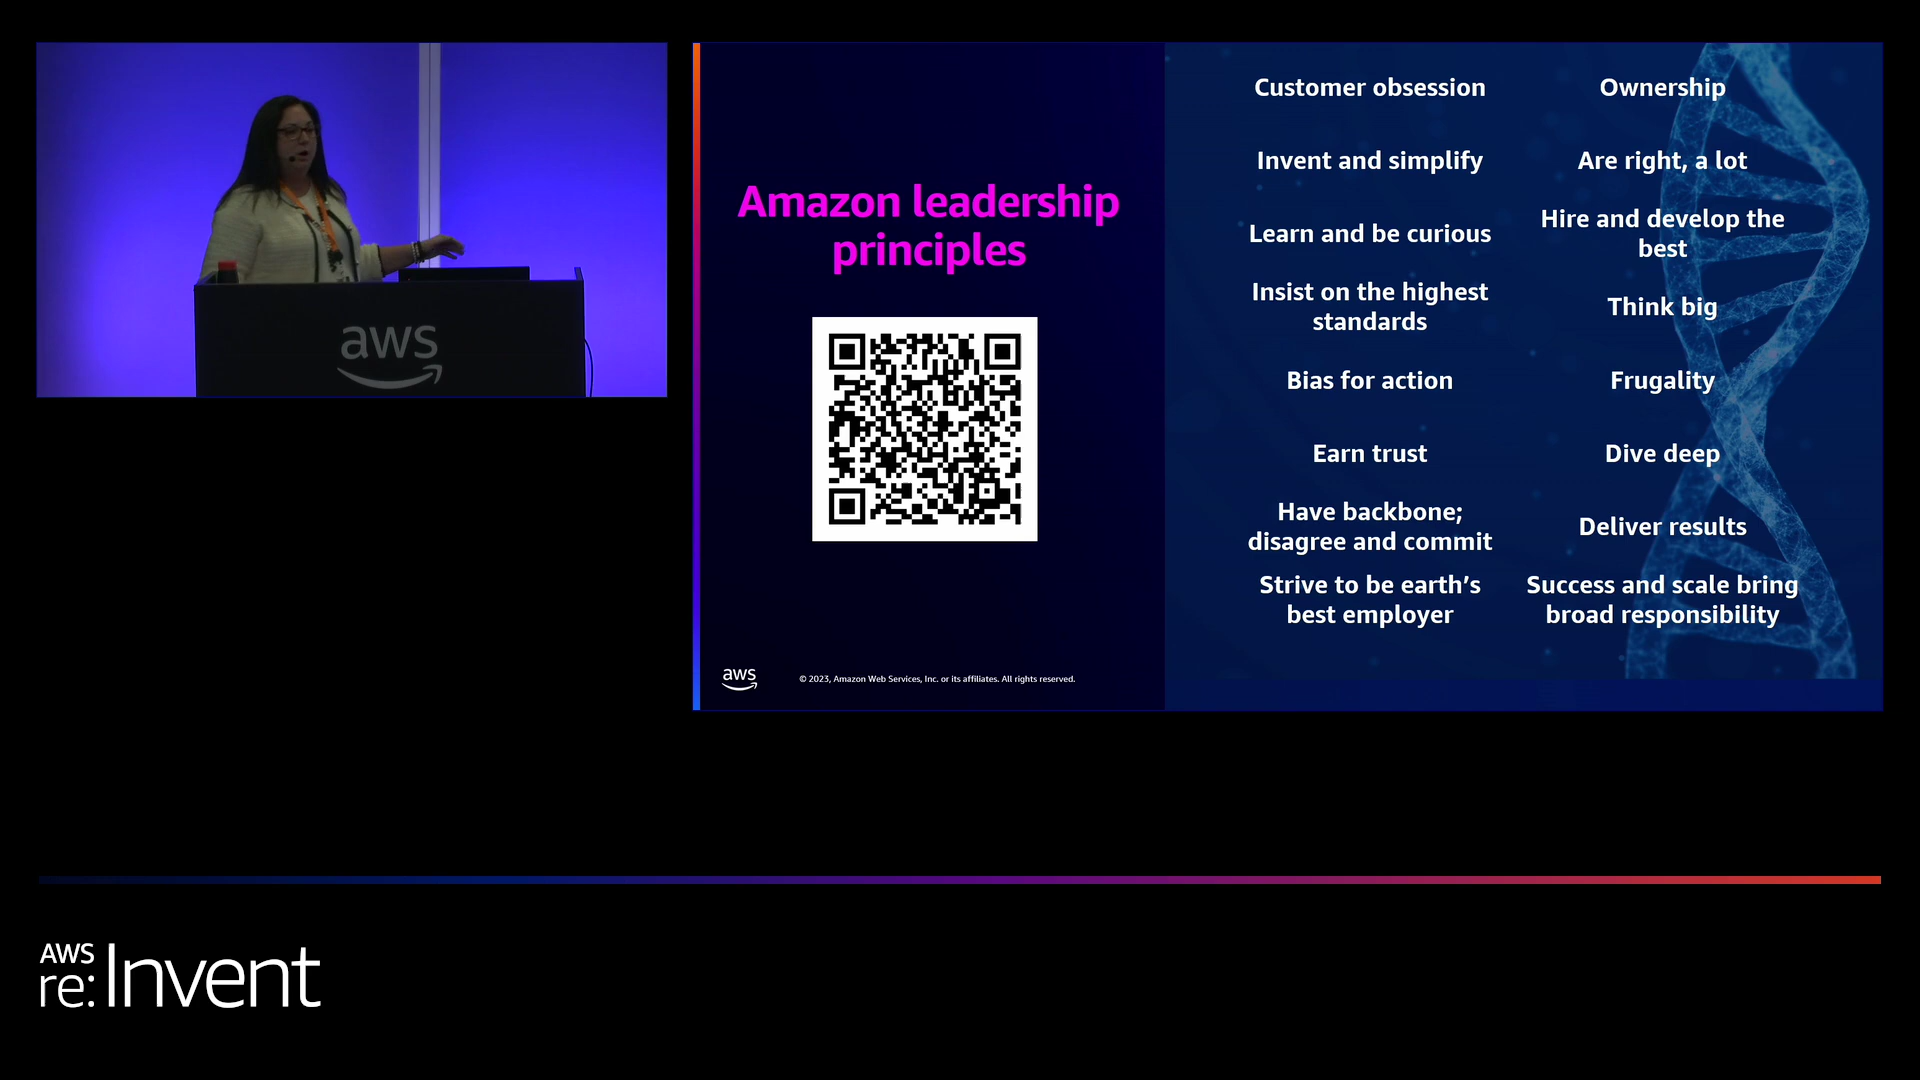 aws
Amazon leadership
principles
aws
© 2023, Amazon Web Services, Inc. or its affiliates. All rights reserved.
Customer obsession
Ownership
Invent and simplify
Are right, a lot
Learn and be curious
Hire and develop the
best
Insist on the highest
standards
Think big
Bias for action
Frugality
Earn trust
Dive deep
Have backbone;
disagree and commit
Deliver results
Strive to be earth’s
best employer
Success and scale bring
broad responsibility
AWS
re:Invent